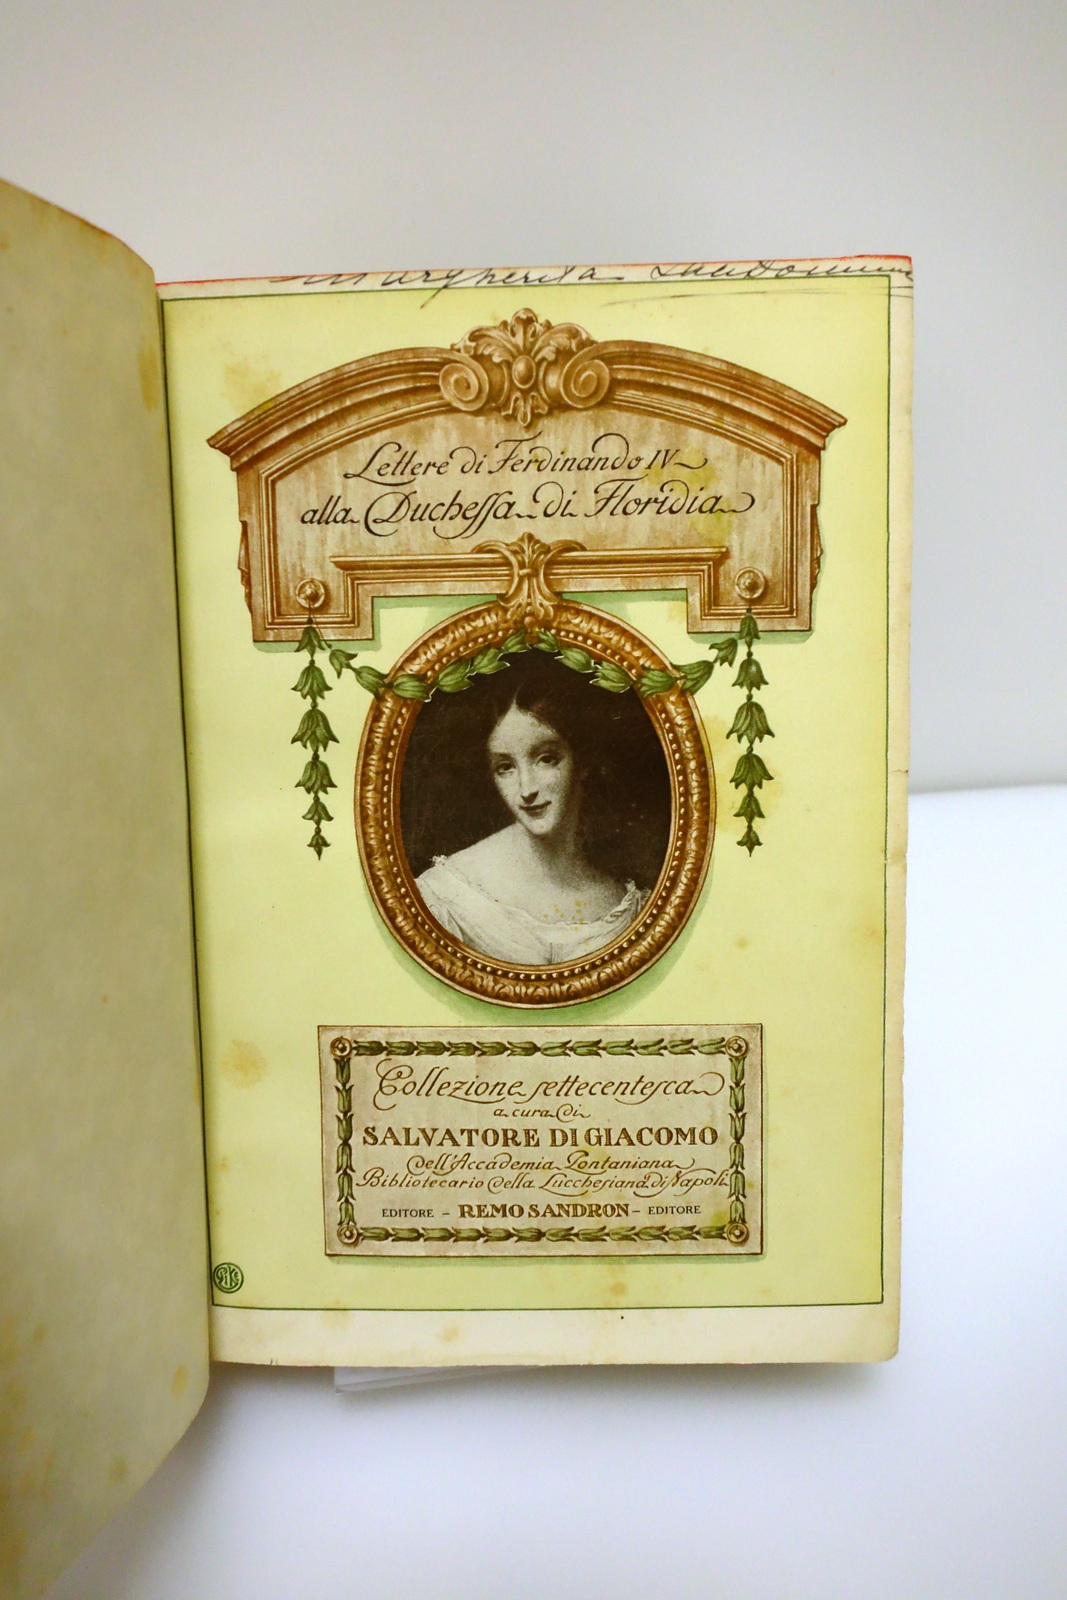 Margherita
Lettere di Ferdinando IV
alla Duchessa di Floridia
Collezione settecentesca
a cura di
SALVATORE DI GIACOMO
dell'Accademia Pontaniana
Bibliotecario della Lucchesiana di Napoli
EDITORE – REMO SANDRON – EDITORE